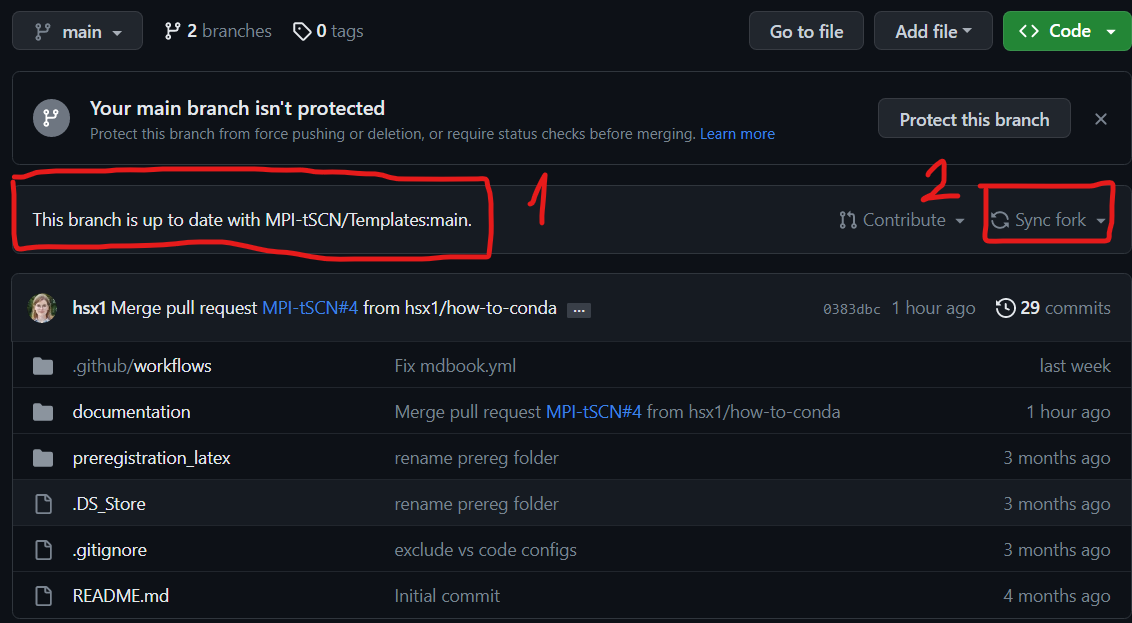 main 2 branches 0 tags Go to file Add file <> Code
Your main branch isn't protected
Protect this branch from force pushing or deletion, or require status checks before merging. Learn more
Protect this branch
1
2
This branch is up to date with MPI-tSCN/Templates:main.
Contribute Sync fork
hsx1 Merge pull request MPI-tSCN#4 from hsx1/how-to-conda ... 0383dbc 1 hour ago 29 commits
.github/workflows Fix mdbook.yml last week
documentation Merge pull request MPI-tSCN#4 from hsx1/how-to-conda 1 hour ago
preregistration_latex rename prereg folder 3 months ago
.DS_Store rename prereg folder 3 months ago
.gitignore exclude vs code configs 3 months ago
README.md Initial commit 4 months ago